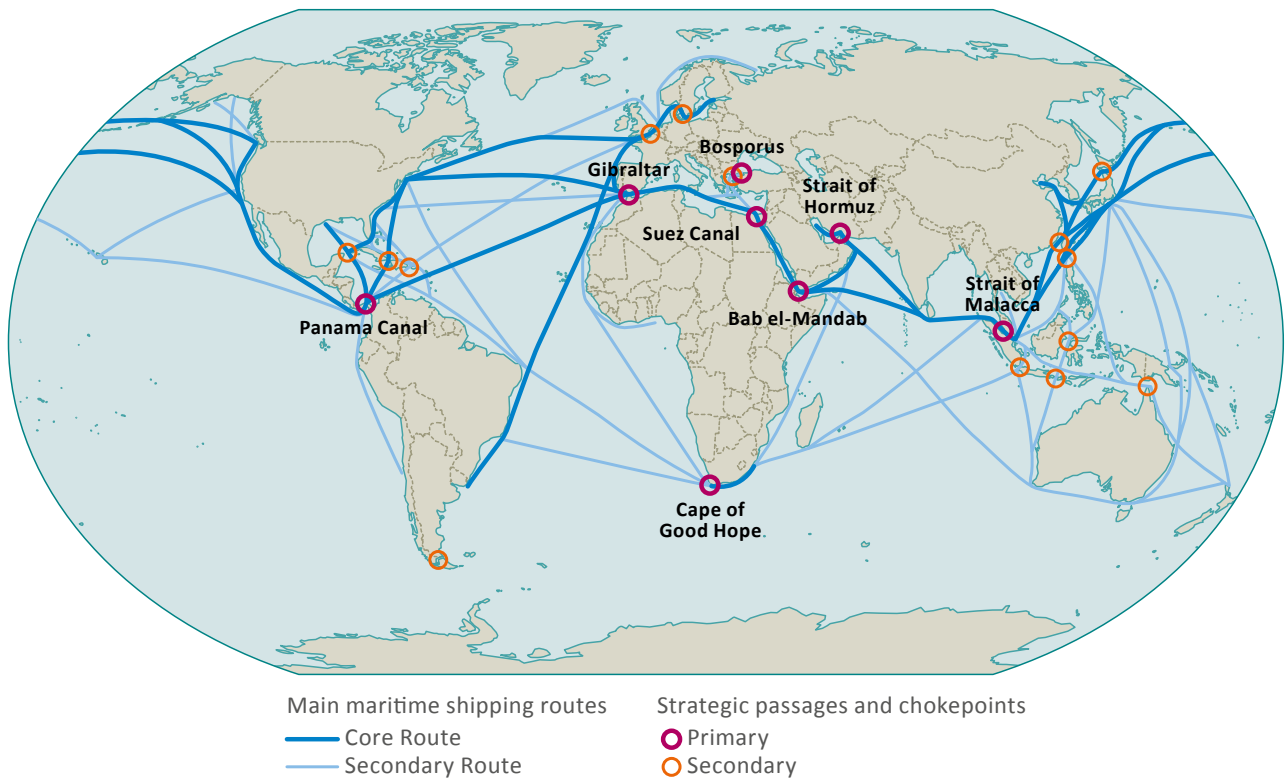 Bosporus
Gibraltar
Strait of
Hormuz
Suez Canal
Strait of
Malacca
Bab el-Mandab
Panama Canal
Cape of
Good Hope
Main maritime shipping routes
Core Route
Secondary Route
Strategic passages and chokepoints
Primary
Secondary